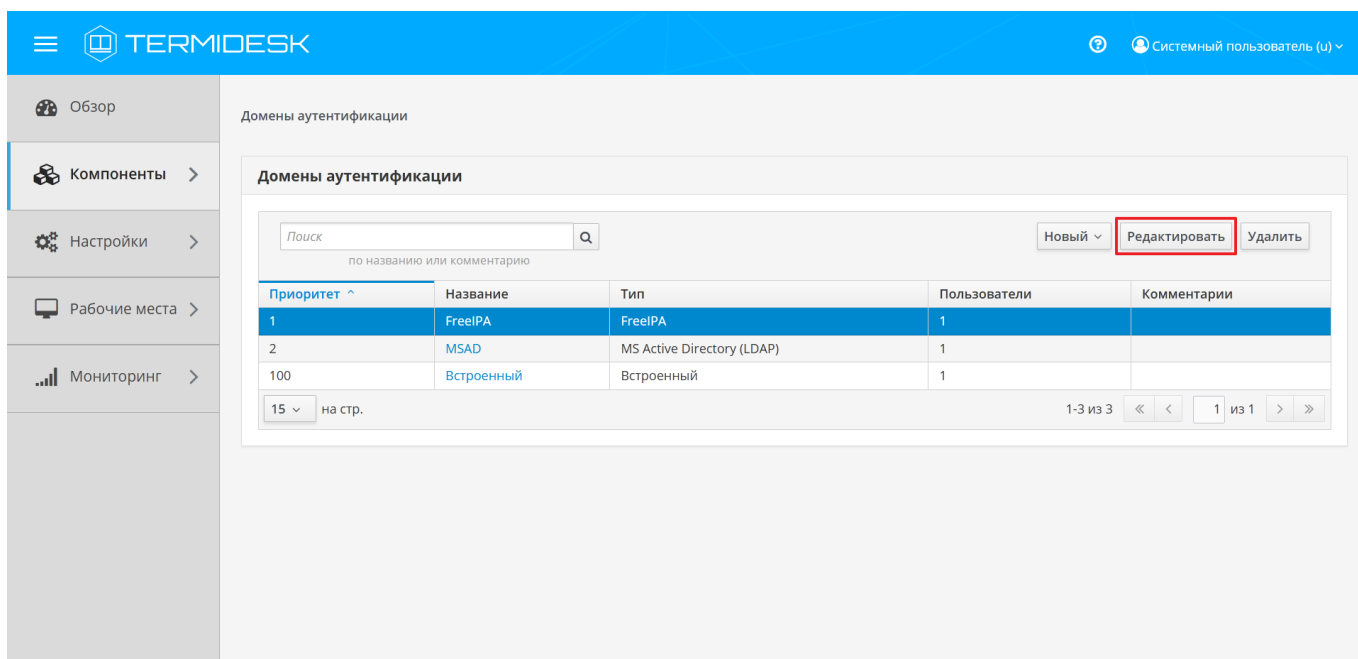 TERMIDESK
Системный пользователь (u)
Обзор
Компоненты
Настройки
Рабочие места
Мониторинг
Домены аутентификации
Домены аутентификации
Поиск
по названию или комментарию
Новый Редактировать Удалить
Приоритет Название Тип Пользователи Комментарии
1 FreeIPA FreeIPA 1
2 MSAD MS Active Directory (LDAP) 1
100 Встроенный Встроенный 1
15 на стр. 1-3 из 3 1 из 1